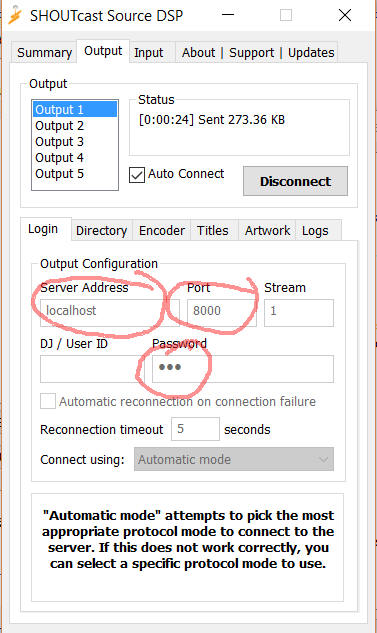 SHOUTcast Source DSP
Summary Output Input About | Support | Updates
Output
Output 1
Output 2
Output 3
Output 4
Output 5
Status
[0:00:24] Sent 273.36 KB
Auto Connect
Disconnect
Login Directory Encoder Titles Artwork Logs
Output Configuration
Server Address Port Stream
localhost 8000 1
DJ / User ID Password
●●●
Automatic reconnection on connection failure
Reconnection timeout 5 seconds
Connect using: Automatic mode
"Automatic mode" attempts to pick the most
appropriate protocol mode to connect to the
server. If this does not work correctly, you
can select a specific protocol mode to use.